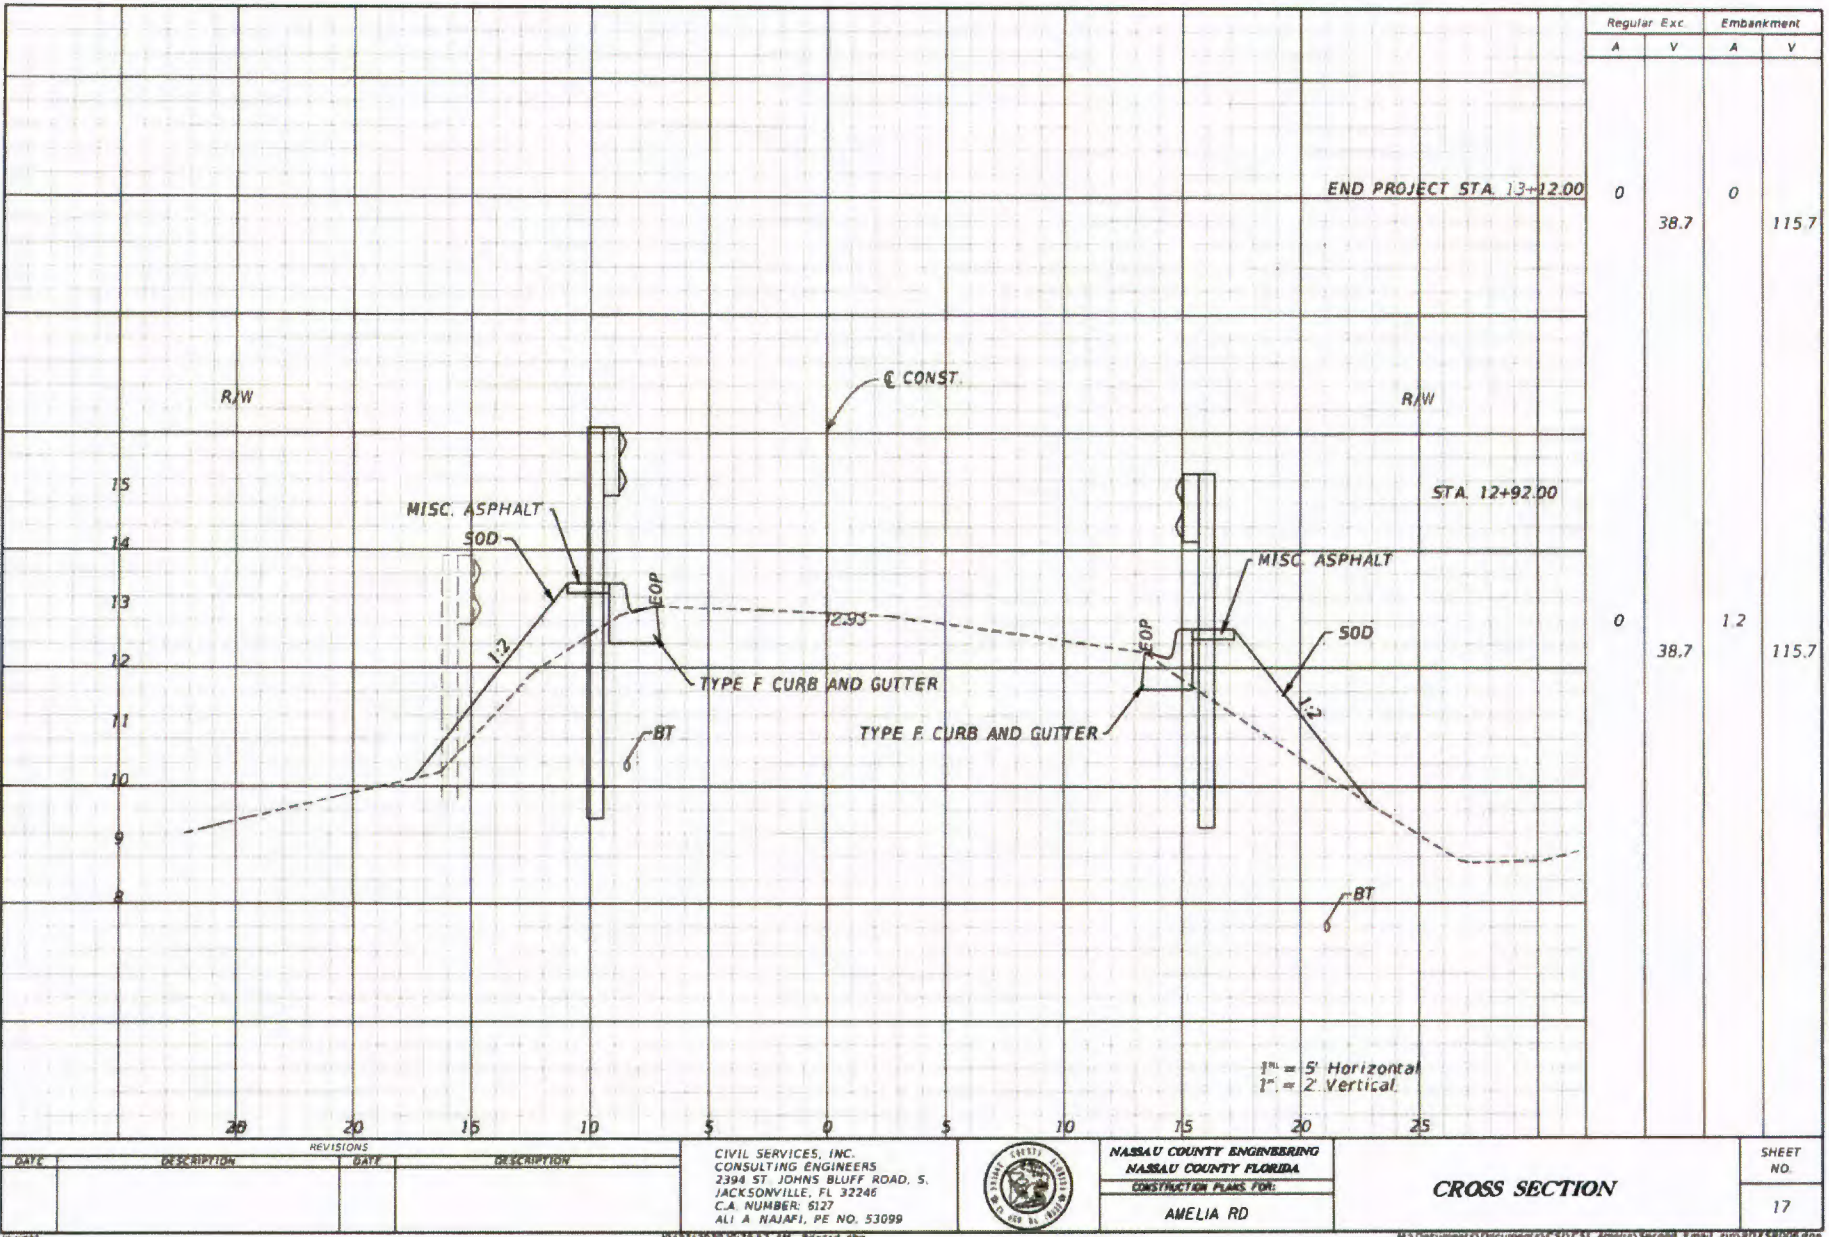 Regular Exc. Embankment
A V A V
END PROJECT STA. 13+12.00 0 0
38.7 115.7
℄ CONST.
R/W R/W
15
STA. 12+92.00
MISC. ASPHALT
SOD
14
MISC. ASPHALT
13 EOP
12.93
0 1.2
EOP SOD
38.7 115.7
1:2
12
TYPE F CURB AND GUTTER
1:2
11
BT
TYPE F CURB AND GUTTER
10
9
8
BT
1" = 5' Horizontal
1" = 2' Vertical
20 15 10 5 0 5 10 15 20 25
REVISIONS
DATE DESCRIPTION DATE DESCRIPTION
CIVIL SERVICES, INC.
CONSULTING ENGINEERS
2394 ST. JOHNS BLUFF ROAD, S.
JACKSONVILLE, FL 32246
C.A. NUMBER: 6127
ALI A NAJAFI, PE NO. 53099
NASSAU COUNTY ENGINEERING
NASSAU COUNTY FLORIDA
CONSTRUCTION PLANS FOR:
AMELIA RD
CROSS SECTION
SHEET
NO.
17